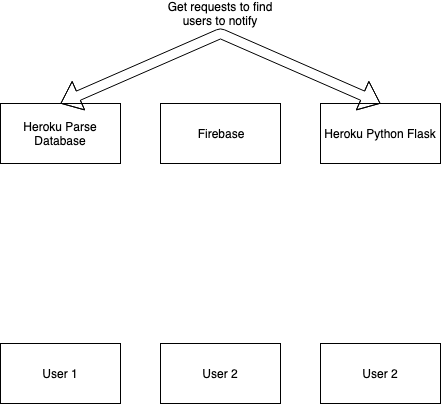 Get requests to find
users to notify
Heroku Parse
Database
Firebase
Heroku Python Flask
User 1
User 2
User 2